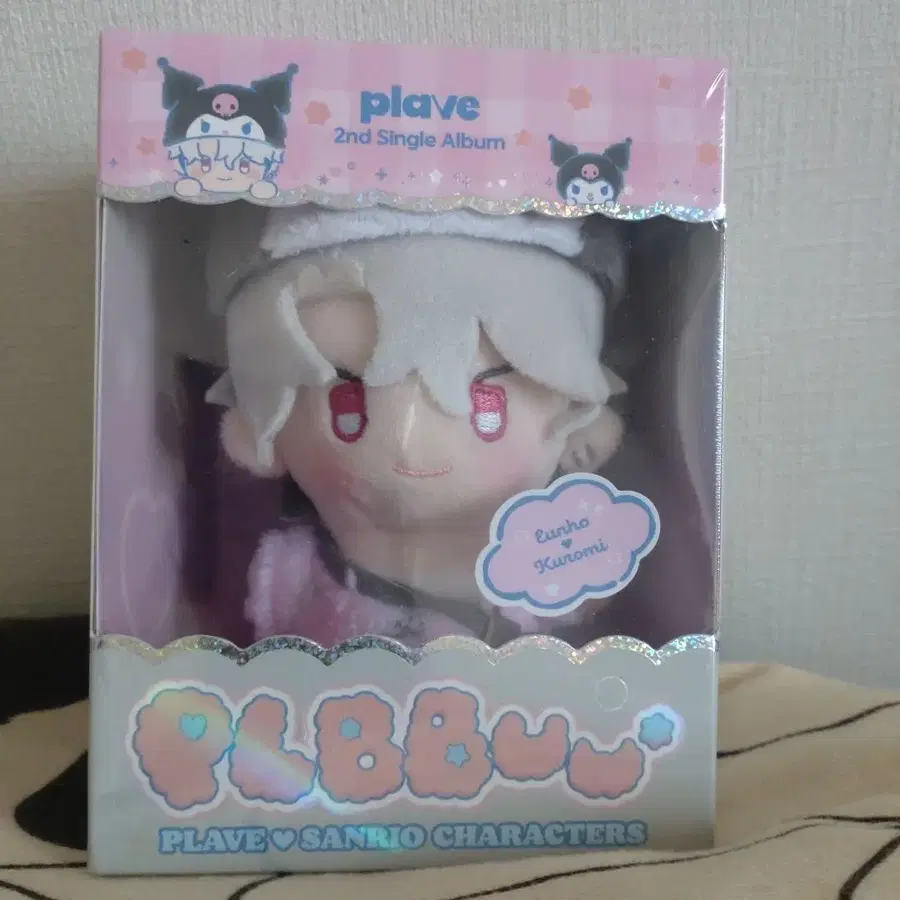 plave
2nd Single Album
Eunho
♥
Kuromi
PLBBUU
PLAVE♥SANRIO CHARACTERS